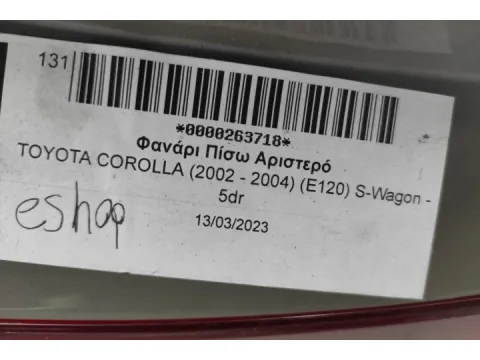 131
*0000263718*
Φανάρι Πίσω Αριστερό
TOYOTA COROLLA (2002 - 2004) (E120) S-Wagon -
5dr
13/03/2023
eshop